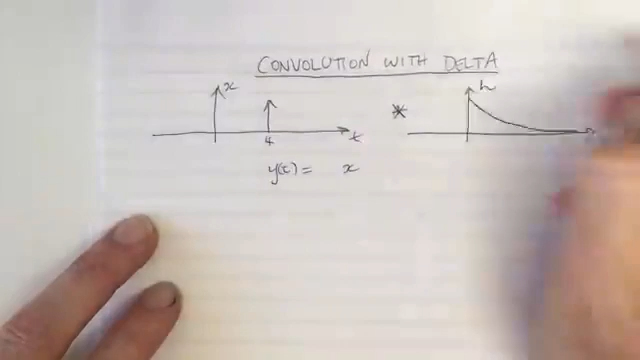 CONVOLUTION WITH DELTA
x
h
*
4
t
y(t) = x